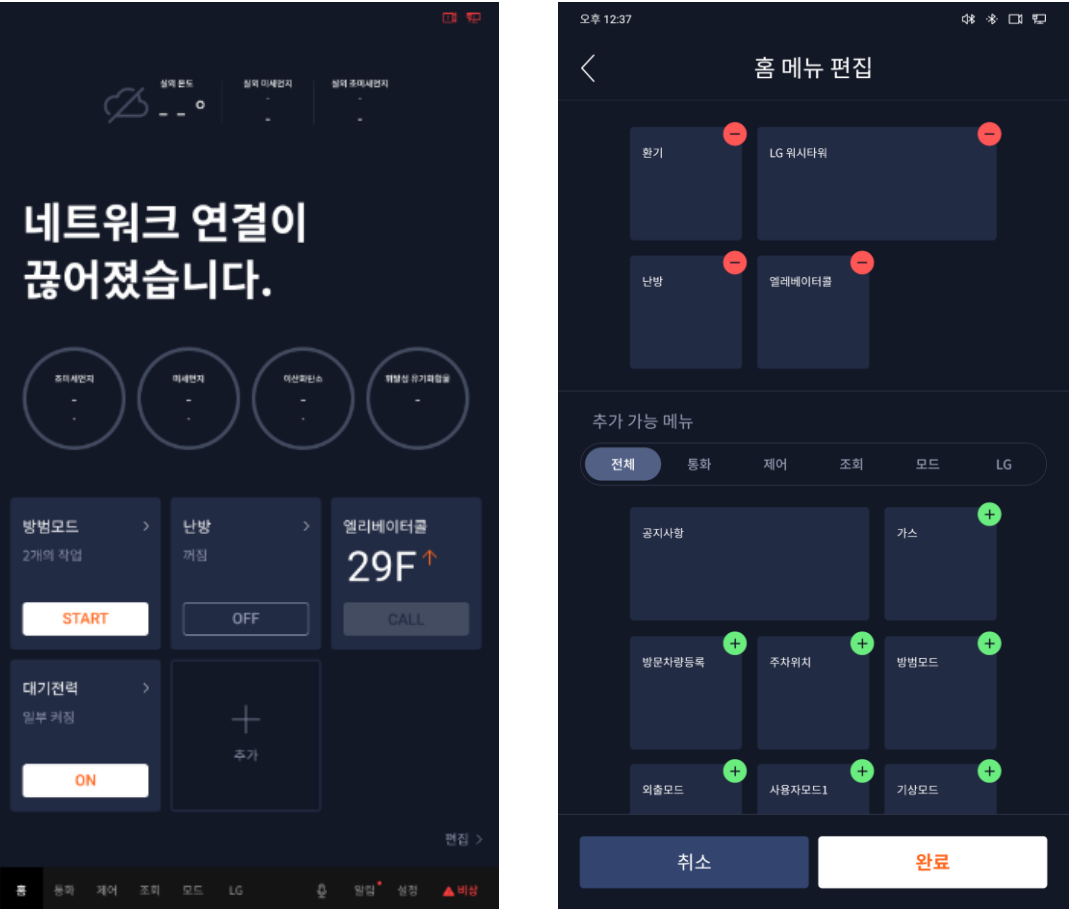 실외 온도
실외 미세먼지
실외 초미세먼지
- - °
-
-
-
-
네트워크 연결이
끊어졌습니다.
초미세먼지
-
-
미세먼지
-
-
이산화탄소
-
-
휘발성 유기화합물
-
-
방범모드 >
2개의 작업
START
난방 >
꺼짐
OFF
엘리베이터콜
29F↑
CALL
대기전력 >
일부 켜짐
ON
+
추가
편집 >
홈 통화 제어 조회 모드 LG 알림 설정 비상
오후 12:37
홈 메뉴 편집
환기
LG 워시타워
난방
엘레베이터콜
추가 가능 메뉴
전체 통화 제어 조회 모드 LG
공지사항
가스
방문차량등록
주차위치
방범모드
외출모드
사용자모드1
기상모드
취소
완료